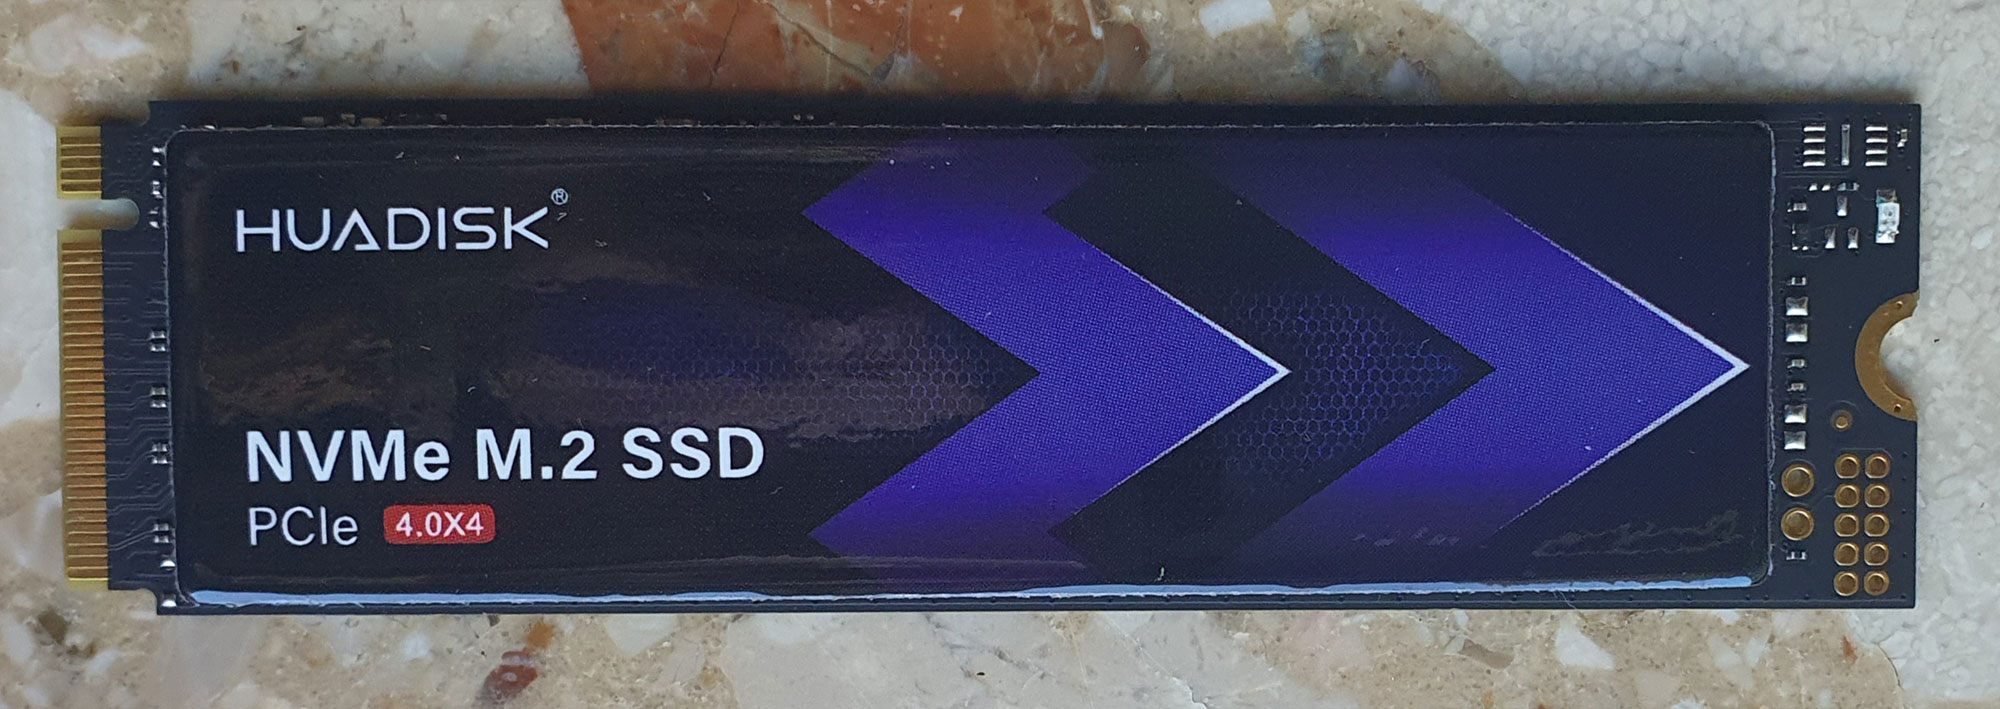 HUADISK®
NVMe M.2 SSD
PCIe 4.0X4